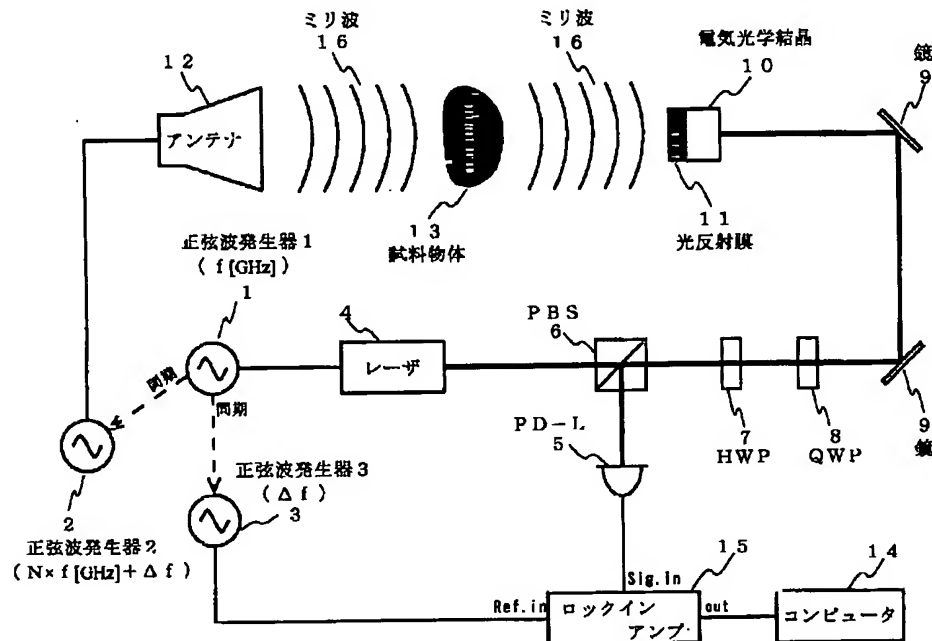 ミリ波
16
ミリ波
16
電気光学結晶
10
鏡
9
12
アンテナ
13
試料物体
11
光反射膜
正弦波発生器1
(f[GHz])
1
4
レーザ
PBS
6
同期
同期
7
HWP
8
QWP
9
鏡
PD-L
5
正弦波発生器3
(Δf)
3
2
正弦波発生器2
(N×f[GHz]+Δf)
15
14
Sig.in
Ref.in
ロックイン
アンプ
out
コンピュータ